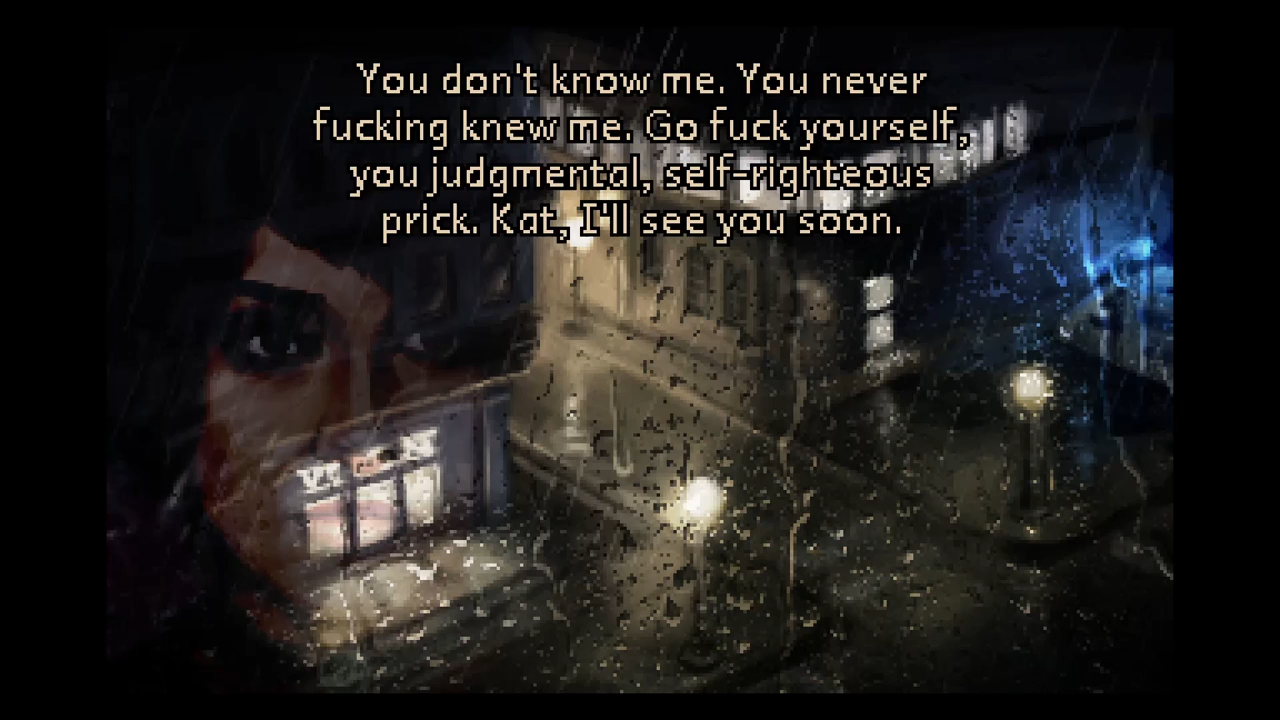 You don't know me. You never
fucking knew me. Go fuck yourself,
you judgmental, self-righteous
prick. Kat, I'll see you soon.